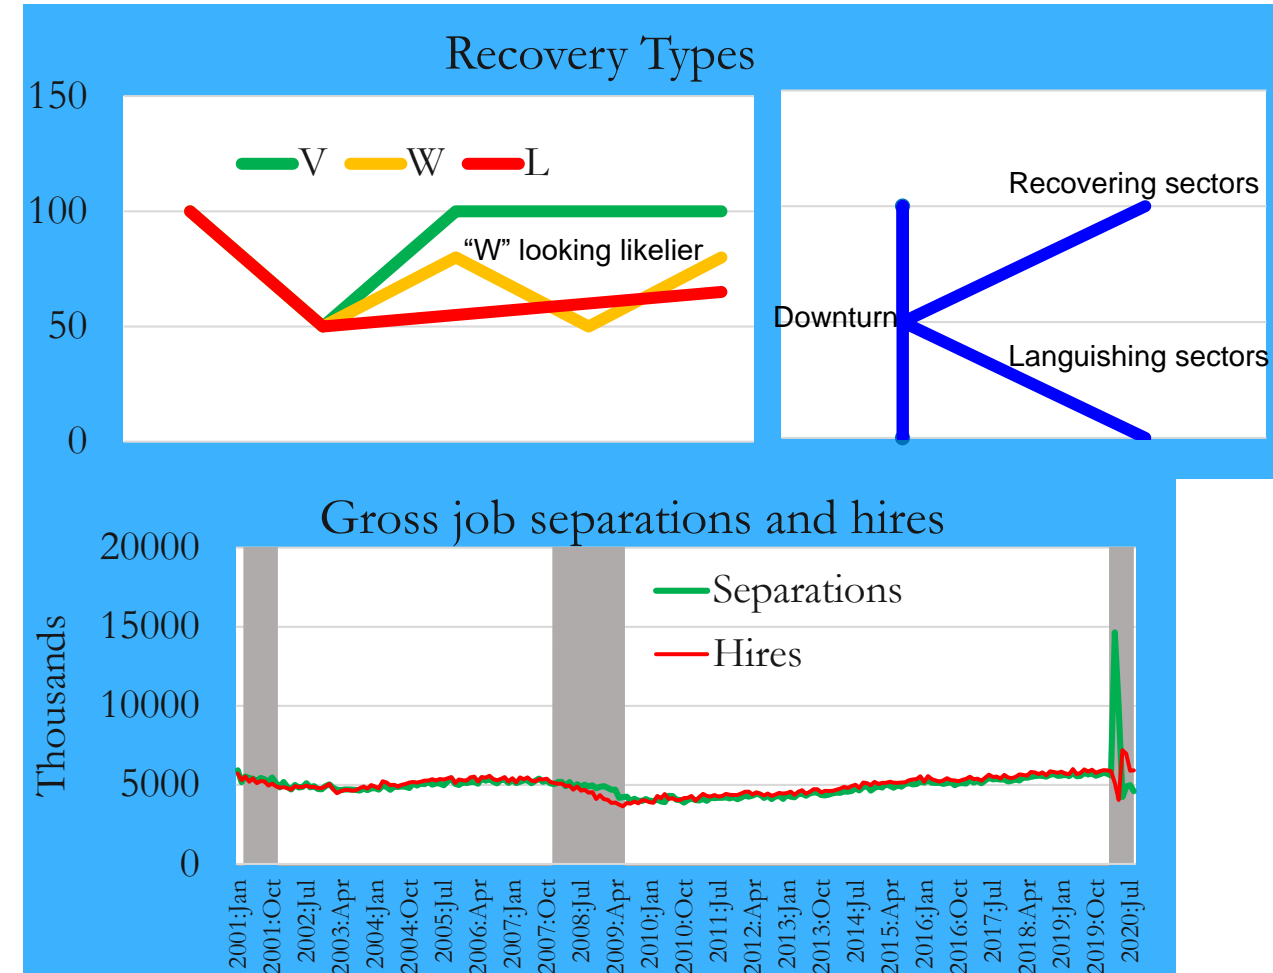 Recovery Types
150
100
50
0
V W L
“W” looking likelier
Recovering sectors
Downturn
Languishing sectors
Gross job separations and hires
Thousands
20000
15000
10000
5000
0
Separations
Hires
2001:Jan
2001:Oct
2002:Jul
2003:Apr
2004:Jan
2004:Oct
2005:Jul
2006:Apr
2007:Jan
2007:Oct
2008:Jul
2009:Apr
2010:Jan
2010:Oct
2011:Jul
2012:Apr
2013:Jan
2013:Oct
2014:Jul
2015:Apr
2016:Jan
2016:Oct
2017:Jul
2018:Apr
2019:Jan
2019:Oct
2020:Jul